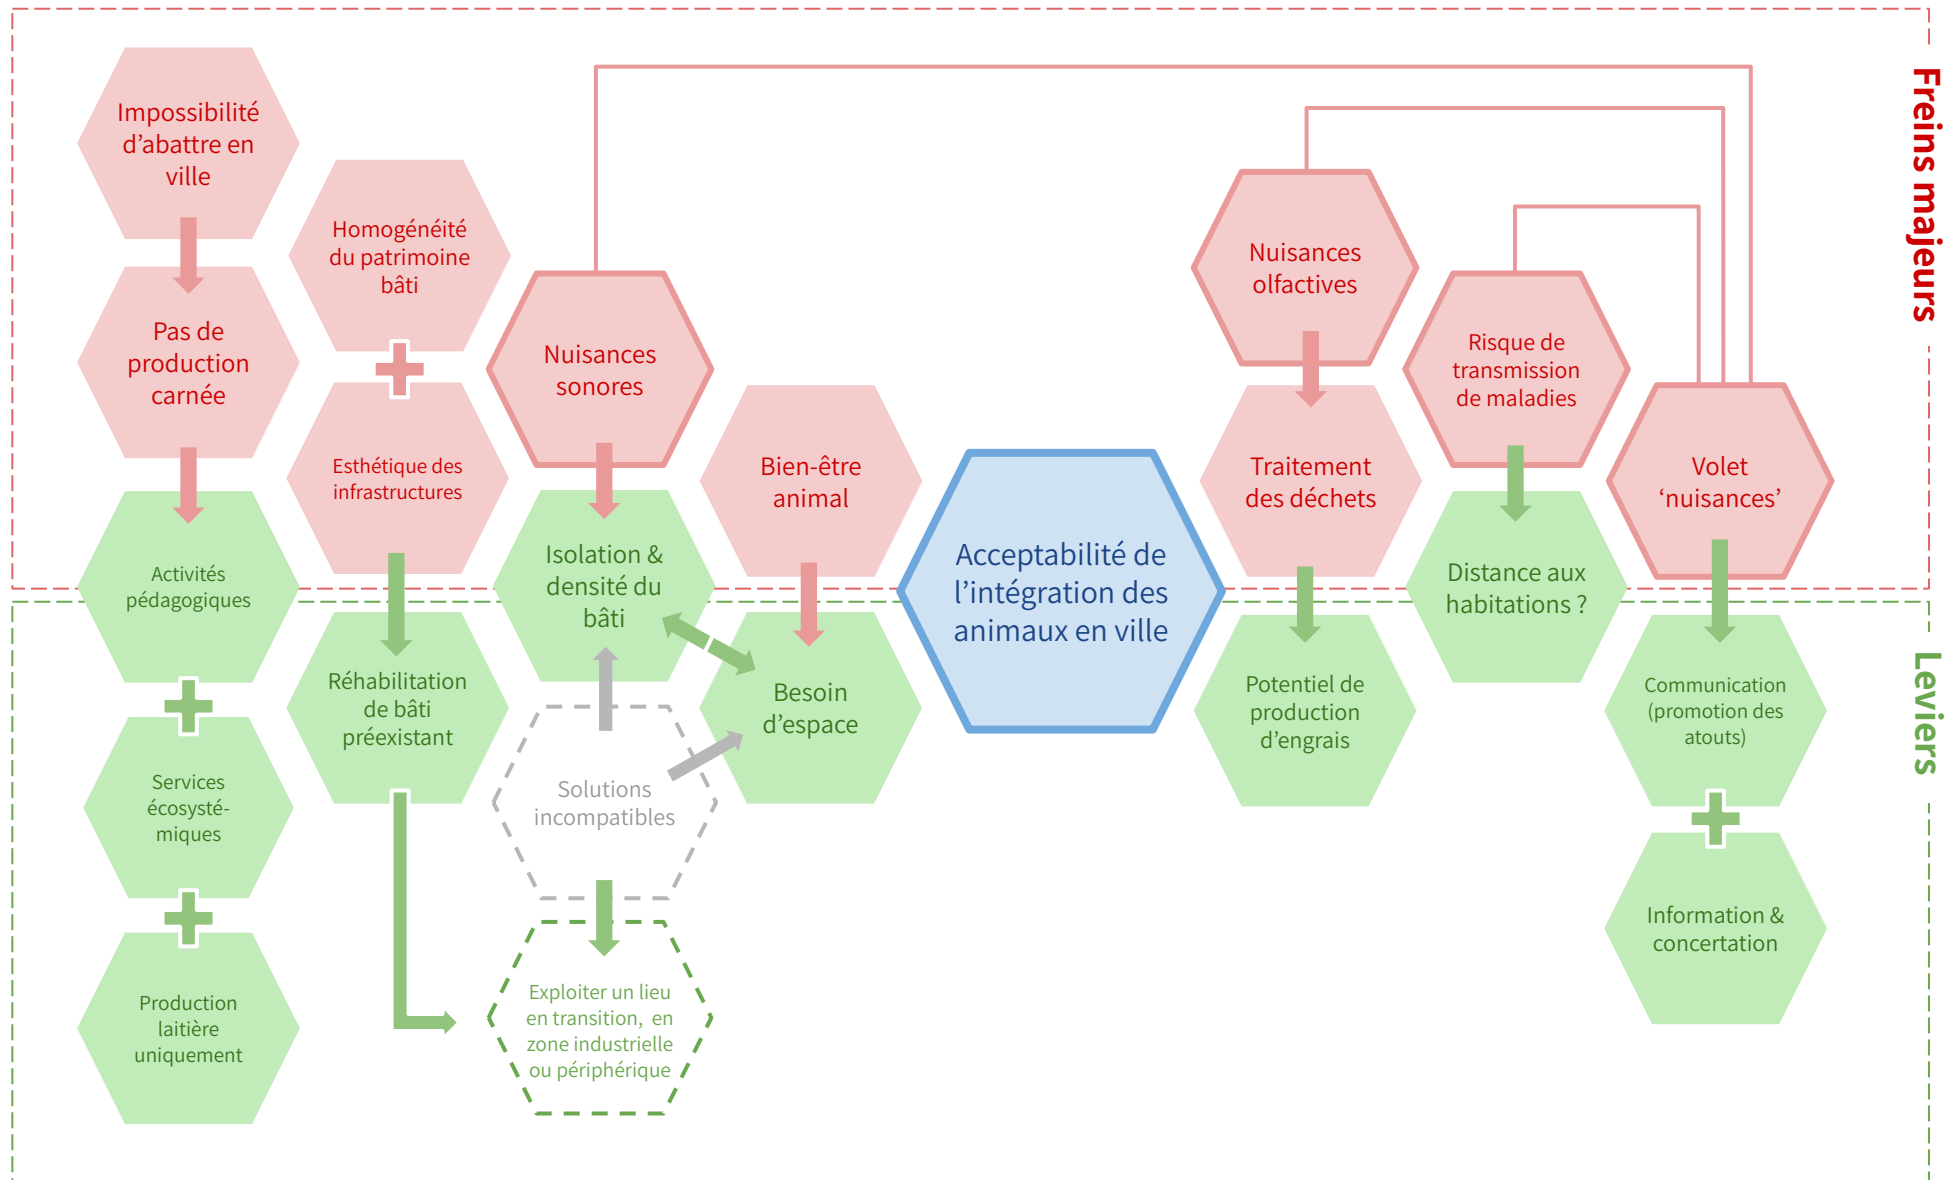 Impossibilité
d’abattre en
ville
Pas de
production
carnée
Activités
pédagogiques
Services
écosysté-
miques
Production
laitière
uniquement
Homogénéité
du patrimoine
bâti
Esthétique des
infrastructures
Réhabilitation
de bâti
préexistant
Nuisances
sonores
Isolation &
densité du
bâti
Solutions
incompatibles
Exploiter un lieu
en transition, en
zone industrielle
ou périphérique
Bien-être
animal
Besoin
d’espace
Acceptabilité de
l’intégration des
animaux en ville
Nuisances
olfactives
Traitement
des déchets
Potentiel de
production
d’engrais
Risque de
transmission
de maladies
Distance aux
habitations ?
Volet
‘nuisances’
Communication
(promotion des
atouts)
Information &
concertation
Freins majeurs
Leviers